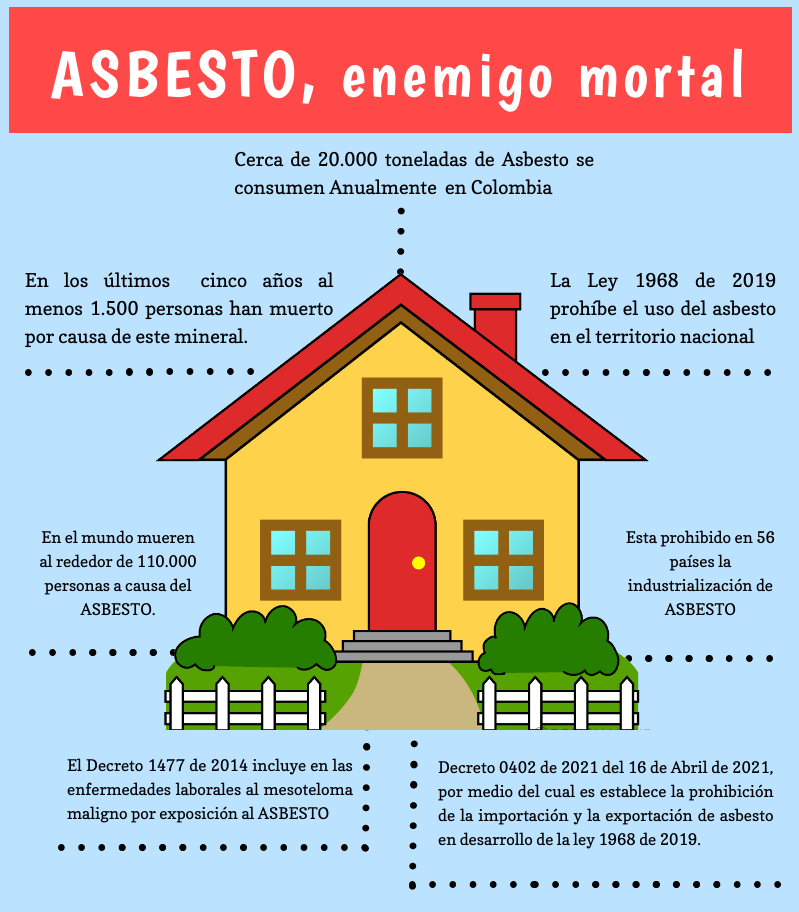 ASBESTO, enemigo mortal
Cerca de 20.000 toneladas de Asbesto se
consumen Anualmente en Colombia
En los últimos cinco años al
menos 1.500 personas han muerto
por causa de este mineral.
La Ley 1968 de 2019
prohíbe el uso del asbesto
en el territorio nacional
En el mundo mueren
al rededor de 110.000
personas a causa del
ASBESTO.
Esta prohibido en 56
países la
industrialización de
ASBESTO
El Decreto 1477 de 2014 incluye en las
enfermedades laborales al mesoteloma
maligno por exposición al ASBESTO
Decreto 0402 de 2021 del 16 de Abril de 2021,
por medio del cual es establece la prohibición
de la importación y la exportación de asbesto
en desarrollo de la ley 1968 de 2019.